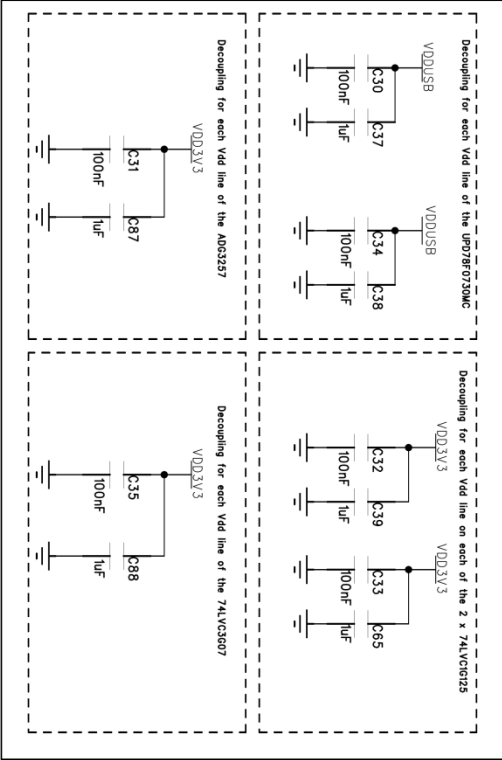 Decoupling for each Vdd line of the UPD78F0730MC
VDDUSB
C30
100nF
C37
1uF
VDDUSB
C34
100nF
C38
1uF
Decoupling for each Vdd line on each of the 2 x 74LVC1G125
VDD3V3
C32
100nF
C39
1uF
VDD3V3
C33
100nF
C65
1uF
Decoupling for each Vdd line of the ADG3257
VDD3V3
C31
100nF
C87
1uF
Decoupling for each Vdd line of the 74LVC3G07
VDD3V3
C35
100nF
C88
1uF